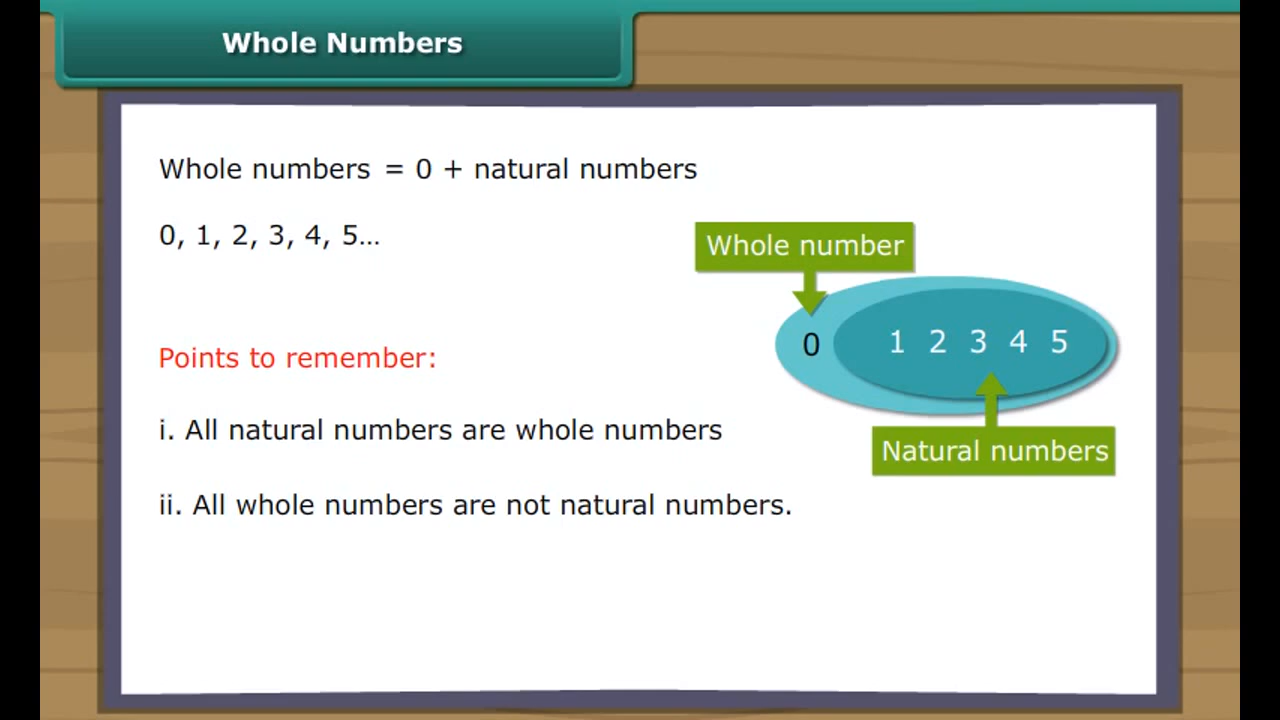 Whole Numbers
Whole numbers = 0 + natural numbers
0, 1, 2, 3, 4, 5...
Whole number
0 1 2 3 4 5
Points to remember:
i. All natural numbers are whole numbers
Natural numbers
ii. All whole numbers are not natural numbers.